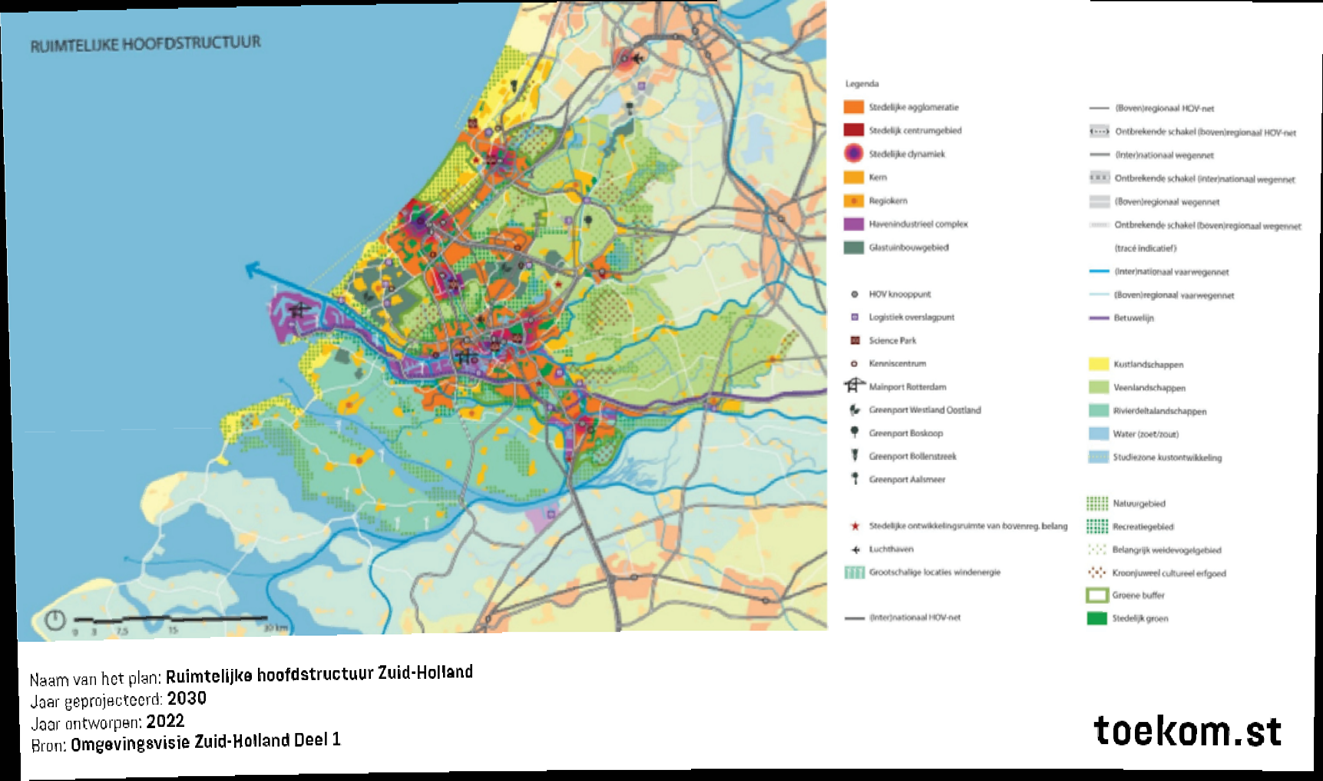 RUIMTELIJKE HOOFDSTRUCTUUR
Legenda
Stedelijke agglomeratie
Stedelijk centrumgebied
Stedelijke dynamiek
Kern
Regiokern
Havenindustrieel complex
Glastuinbouwgebied
HOV knooppunt
Logistiek overslagpunt
Science Park
Kenniscentrum
Mainport Rotterdam
Greenport Westland Oostland
Greenport Boskoop
Greenport Bollenstreek
Greenport Aalsmeer
Stedelijke ontwikkelingsruimte van bovenreg. belang
Luchthaven
Grootschalige locaties windenergie
(Inter)nationaal HOV-net
(Boven)regionaal HOV-net
Ontbrekende schakel (boven)regionaal HOV-net
(Inter)nationaal wegennet
Ontbrekende schakel (inter)nationaal wegennet
(Boven)regionaal wegennet
Ontbrekende schakel (boven)regionaal wegennet
(tracé indicatief)
(Inter)nationaal vaarwegennet
(Boven)regionaal vaarwegennet
Betuwelijn
Kustlandschappen
Veenlandschappen
Rivierdeltalandschappen
Water (zoet/zout)
Studiezone kustontwikkeling
Natuurgebied
Recreatiegebied
Belangrijk weidevogelgebied
Kroonjuweel cultureel erfgoed
Groene buffer
Stedelijk groen
0 3 7,5 15 30 km
Naam van het plan: Ruimtelijke hoofdstructuur Zuid-Holland
Jaar geprojecteerd: 2030
Jaar ontworpen: 2022
Bron: Omgevingsvisie Zuid-Holland Deel 1
toekom.st